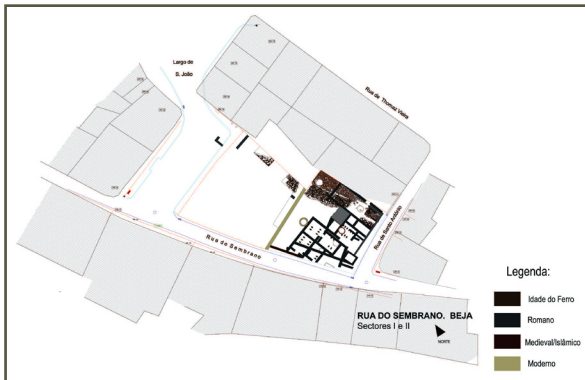 Largo de
S. João
Rua de Thomaz Vieira
Rua de Santo António
Rua do Sembrano
Legenda:
Idade do Ferro
Romano
Medieval/Islâmico
Moderno
RUA DO SEMBRANO. BEJA
Sectores I e II
NORTE